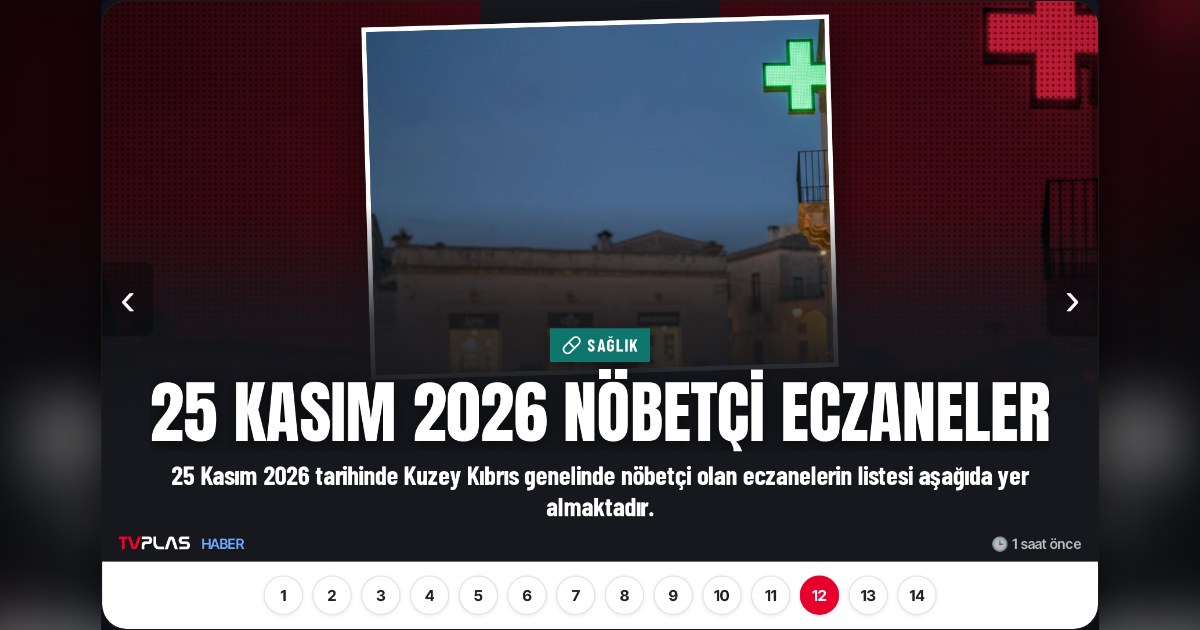 SAĞLIK
25 KASIM 2026 NÖBETÇİ ECZANELER
25 Kasım 2026 tarihinde Kuzey Kıbrıs genelinde nöbetçi olan eczanelerin listesi aşağıda yer
almaktadır.
TVPLAS HABER
1 saat önce
1 2 3 4 5 6 7 8 9 10 11 12 13 14